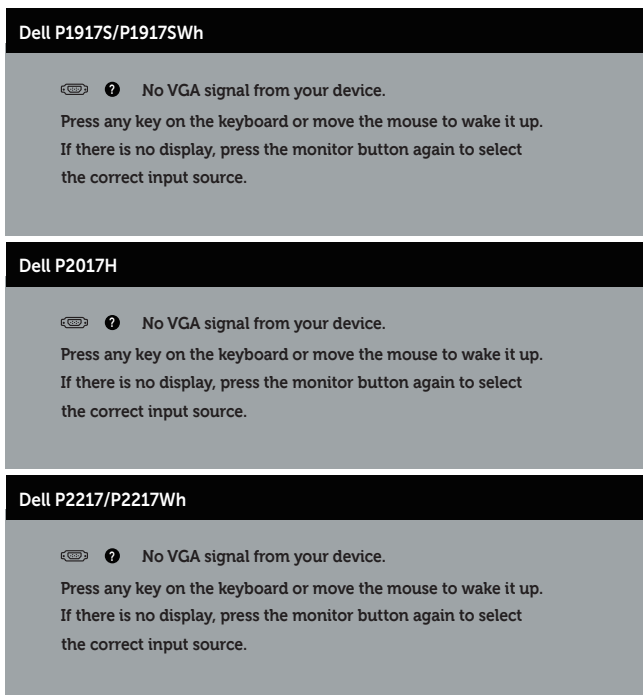 Dell P1917S/P1917SWh
? No VGA signal from your device.
Press any key on the keyboard or move the mouse to wake it up.
If there is no display, press the monitor button again to select
the correct input source.
Dell P2017H
? No VGA signal from your device.
Press any key on the keyboard or move the mouse to wake it up.
If there is no display, press the monitor button again to select
the correct input source.
Dell P2217/P2217Wh
? No VGA signal from your device.
Press any key on the keyboard or move the mouse to wake it up.
If there is no display, press the monitor button again to select
the correct input source.